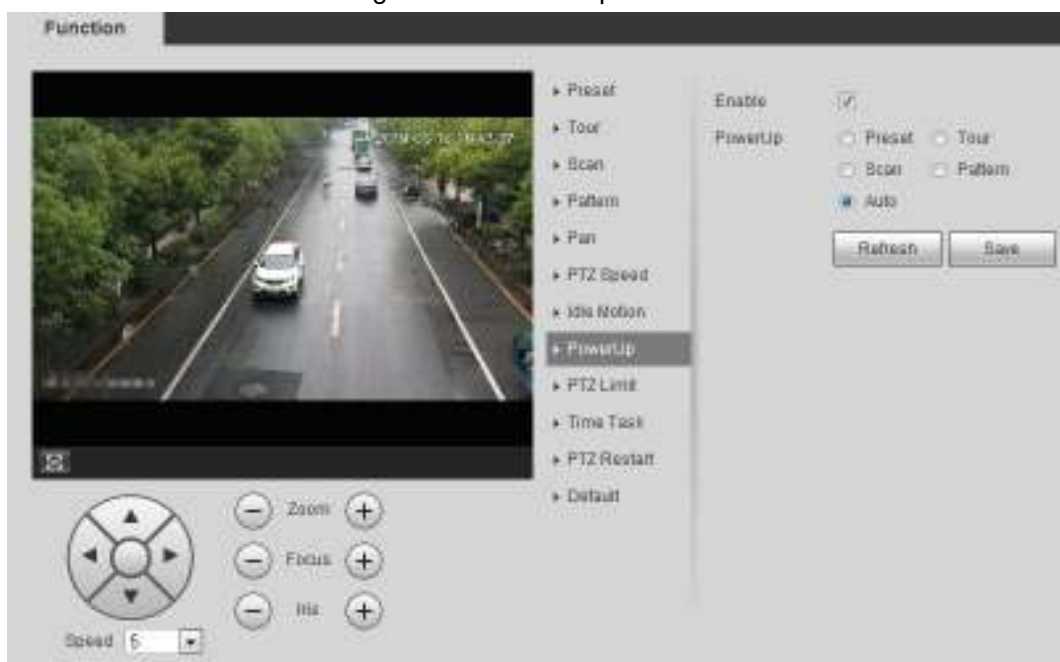 Function
Preset
Tour
Scan
Pattern
Pan
PTZ Speed
Idle Motion
PowerUp
PTZ Limit
Time Task
PTZ Restart
Default
Enable
PowerUp
Preset Tour
Scan Pattern
Auto
Refresh Save
Zoom
Focus
Iris
Speed 5